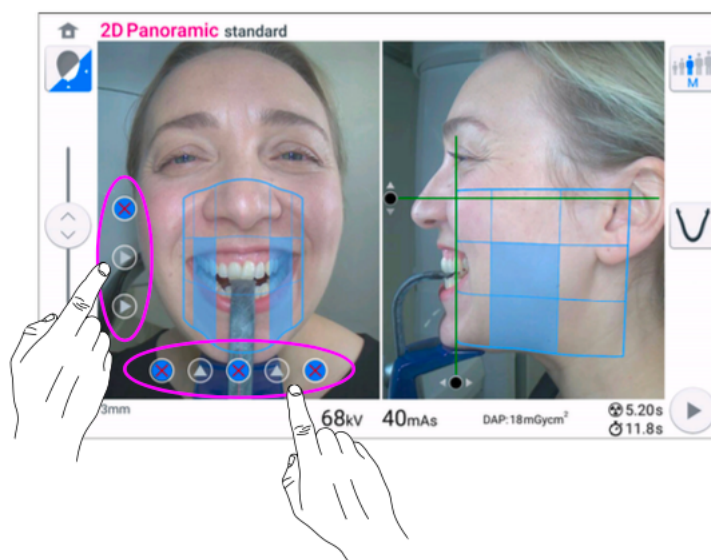 2D Panoramic standard
M
3mm
68kV
40mAs
DAP:18mGycm²
5.20s
11.8s